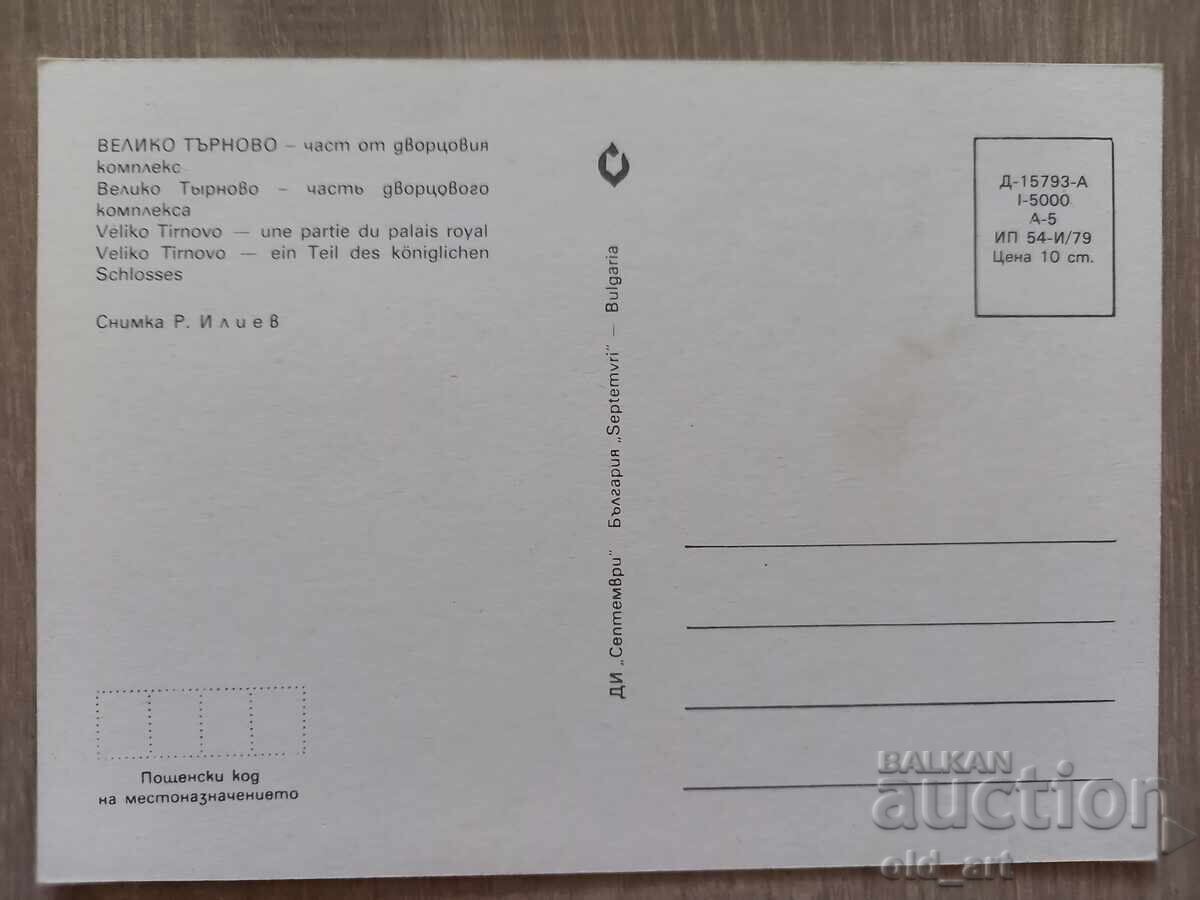 ВЕЛИКО ТЪРНОВО – част от дворцовия
комплекс
Велико Тырново – часть дворцового
комплекса
Veliko Tirnovo — une partie du palais royal
Veliko Tirnovo — ein Teil des königlichen
Schlosses
Снимка Р. Илиев
Пощенски код
на местоназначението
ДИ „Септември" България „Septemvri" — Bulgaria
Д-15793-А
I-5000
А-5
ИП 54-И/79
Цена 10 ст.
BALKAN
auction
old_art